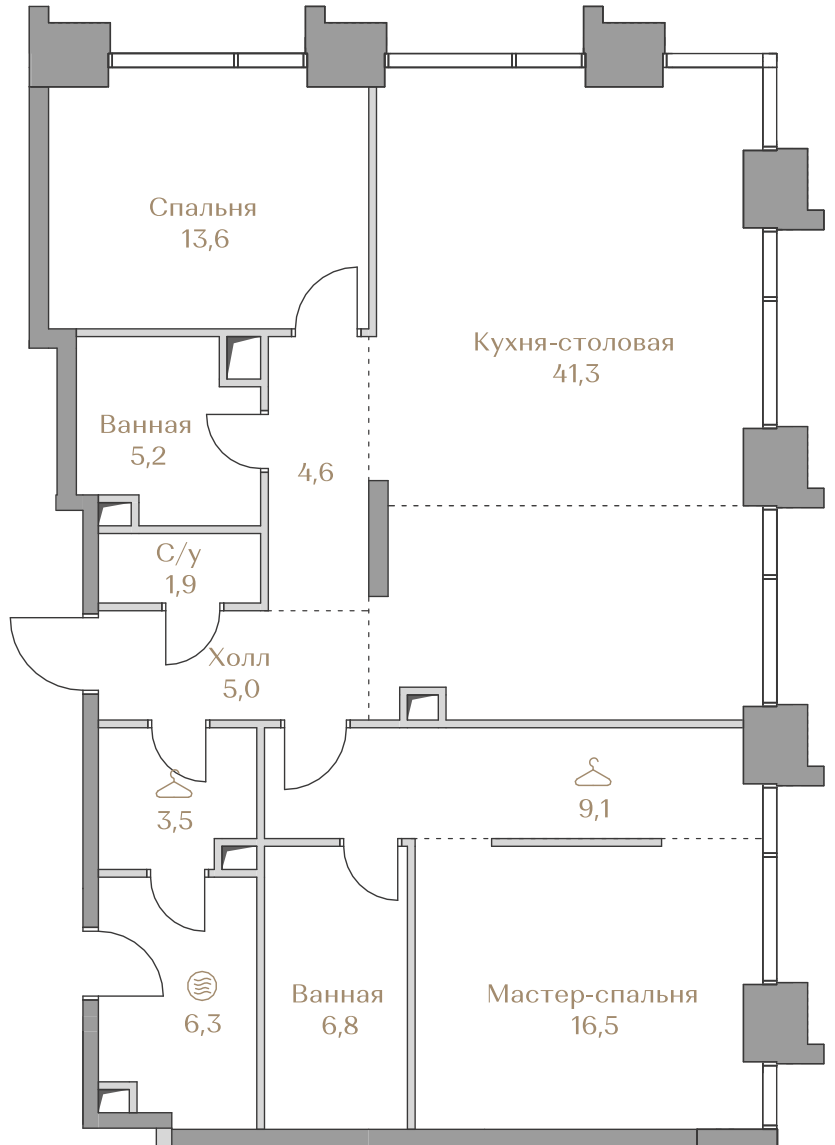 Спальня
13,6
Кухня-столовая
41,3
Ванная
5,2
4,6
С/у
1,9
Холл
5,0
3,5
9,1
6,3
Ванная
6,8
Мастер-спальня
16,5